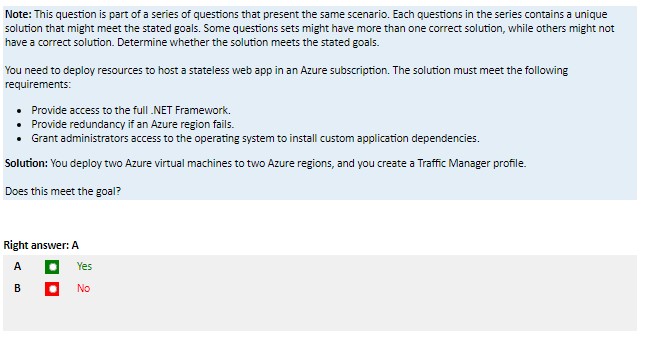 Note: This question is part of a series of questions that present the same scenario. Each questions in the series contains a unique
solution that might meet the stated goals. Some questions sets might have more than one correct solution, while others might not
have a correct solution. Determine whether the solution meets the stated goals.
You need to deploy resources to host a stateless web app in an Azure subscription. The solution must meet the following
requirements:
• Provide access to the full .NET Framework.
• Provide redundancy if an Azure region fails.
• Grant administrators access to the operating system to install custom application dependencies.
Solution: You deploy two Azure virtual machines to two Azure regions, and you create a Traffic Manager profile.
Does this meet the goal?
Right answer: A
A Yes
B No